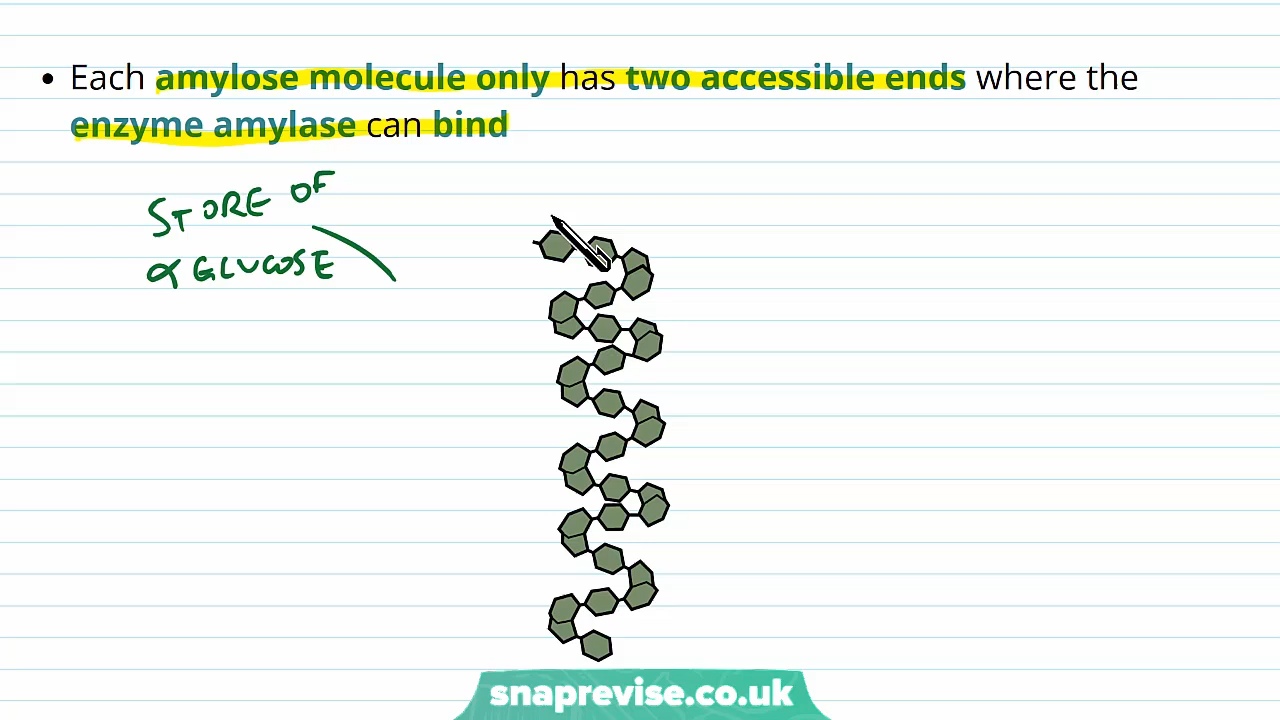 • Each amylose molecule only has two accessible ends where the
enzyme amylase can bind
STORE OF
α GLUCOSE
snaprevise.co.uk